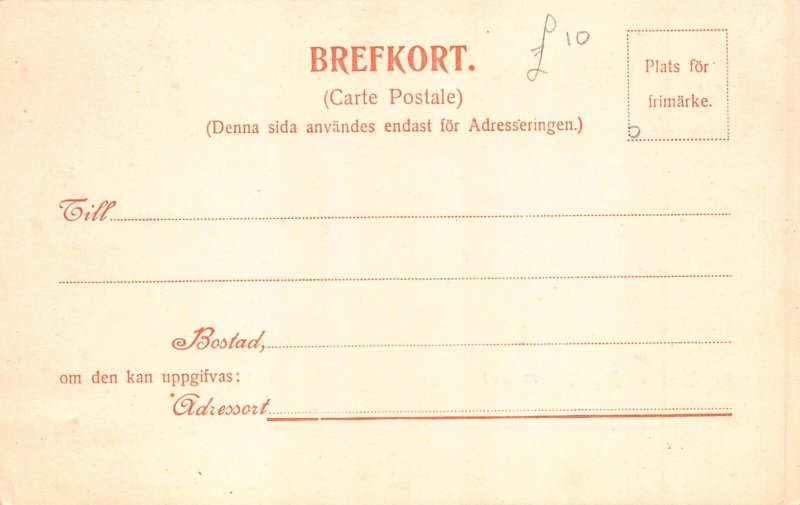 BREFKORT.
(Carte Postale)
(Denna sida användes endast för Adresseringen.)
£ 10
Plats för
frimärke.
Till
Bostad,
om den kan uppgifvas:
Adressort